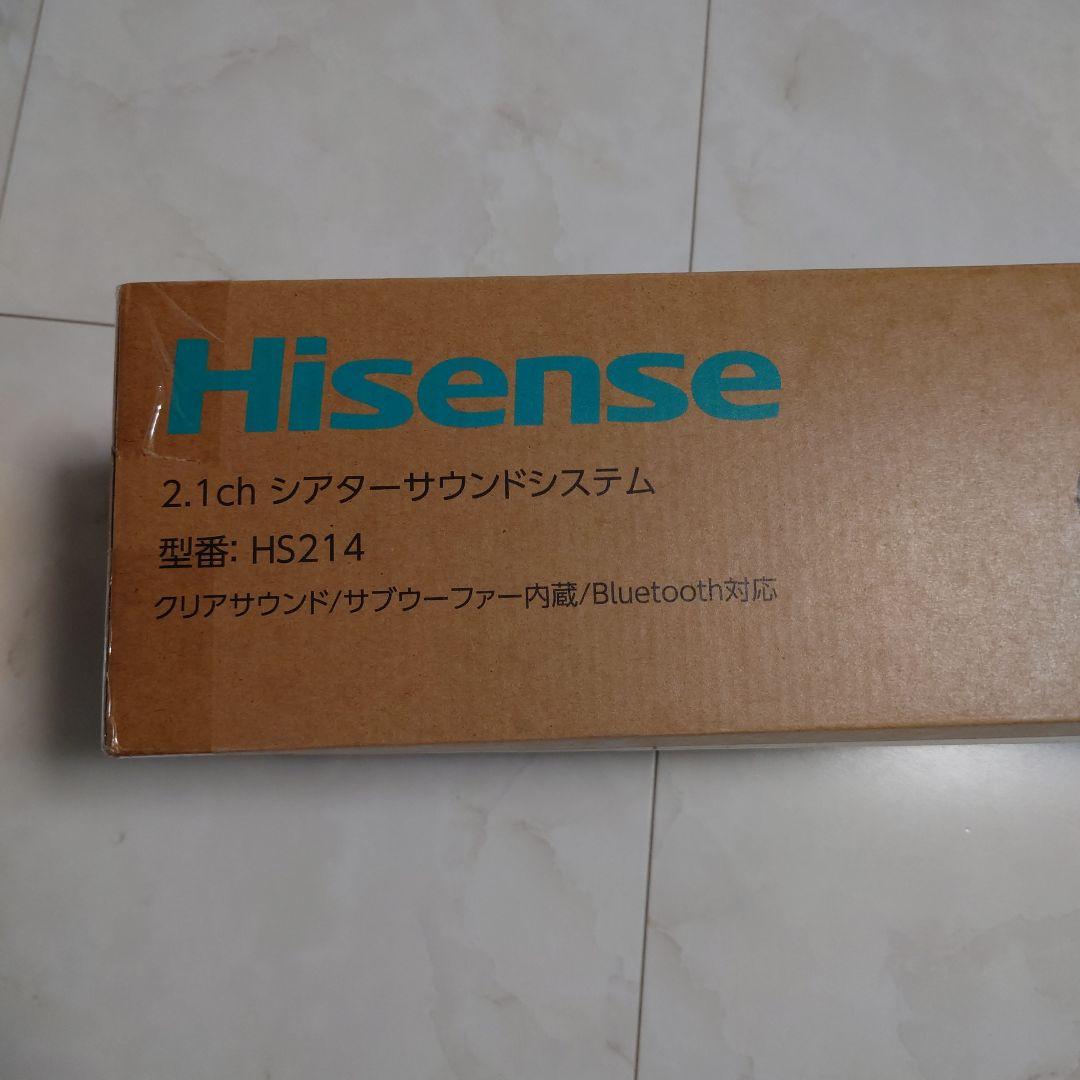 Hisense
2.1ch シアターサウンドシステム
型番: HS214
クリアサウンド/サブウーファー内蔵/Bluetooth対応